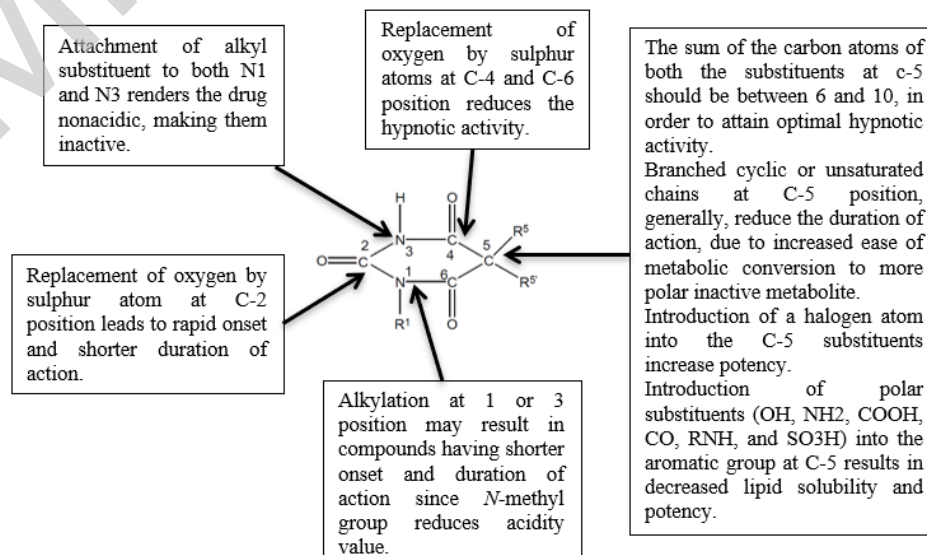 Attachment of alkyl
substituent to both N1
and N3 renders the drug
nonacidic, making them
inactive.
Replacement of
oxygen by sulphur
atoms at C-4 and C-6
position reduces the
hypnotic activity.
The sum of the carbon atoms of
both the substituents at c-5
should be between 6 and 10, in
order to attain optimal hypnotic
activity.
Branched cyclic or unsaturated
chains at C-5 position,
generally, reduce the duration of
action, due to increased ease of
metabolic conversion to more
polar inactive metabolite.
Introduction of a halogen atom
into the C-5 substituents
increase potency.
Introduction of polar
substituents (OH, NH2, COOH,
CO, RNH, and SO3H) into the
aromatic group at C-5 results in
decreased lipid solubility and
potency.
H O
N 3 C 4 5 R5
O 2 C C
N 1 C 6 R5'
R1 O
Replacement of oxygen by
sulphur atom at C-2
position leads to rapid onset
and shorter duration of
action.
Alkylation at 1 or 3
position may result in
compounds having shorter
onset and duration of
action since N-methyl
group reduces acidity
value.